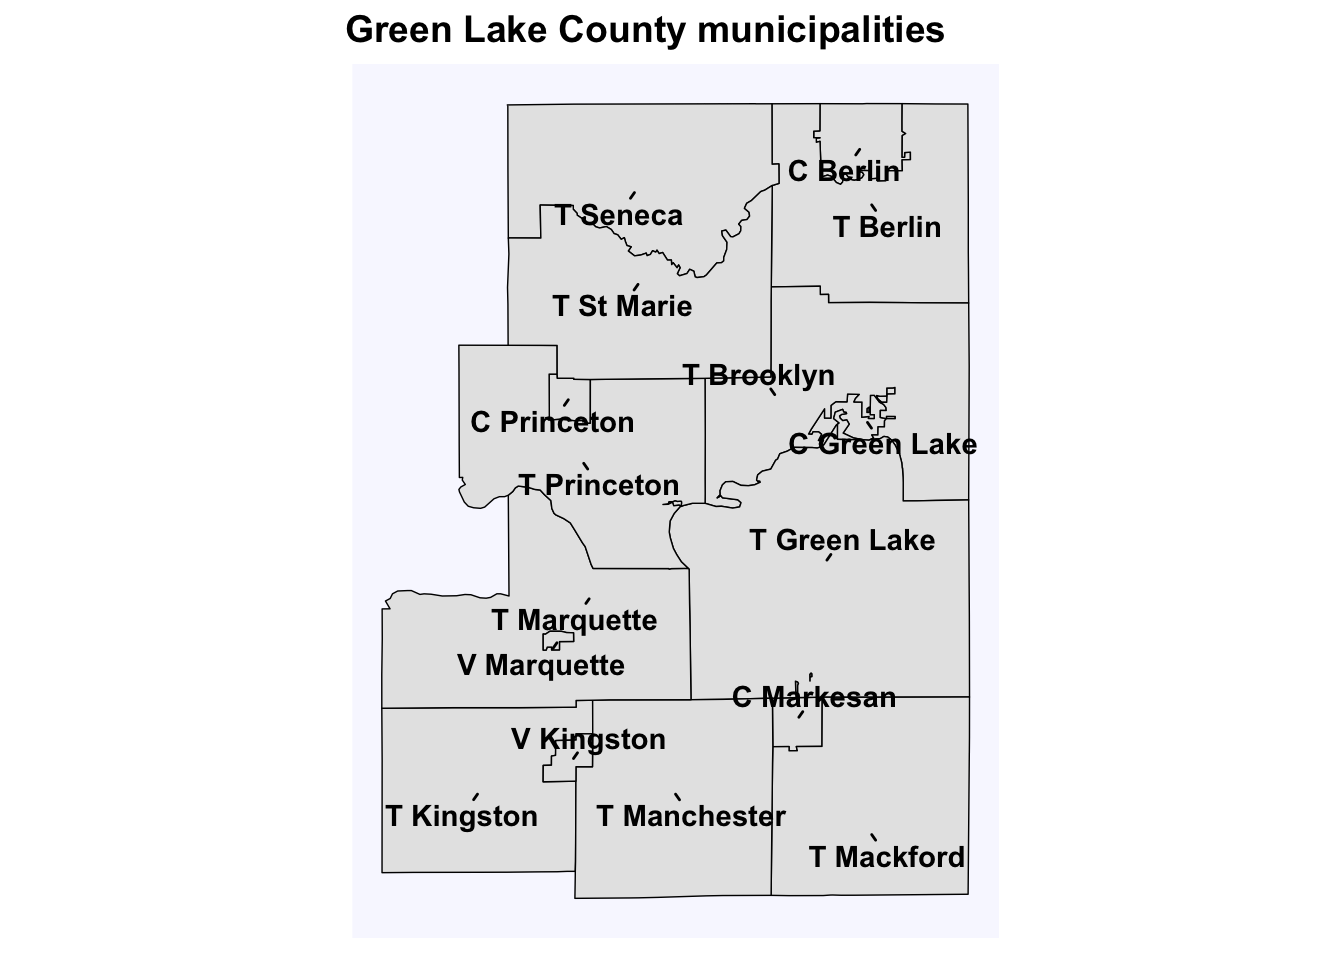 Green Lake County municipalities
C Berlin
T Seneca
T Berlin
T St Marie
T Brooklyn
C Princeton
C Green Lake
T Princeton
T Green Lake
T Marquette
V Marquette
C Markesan
V Kingston
T Kingston
T Manchester
T Mackford